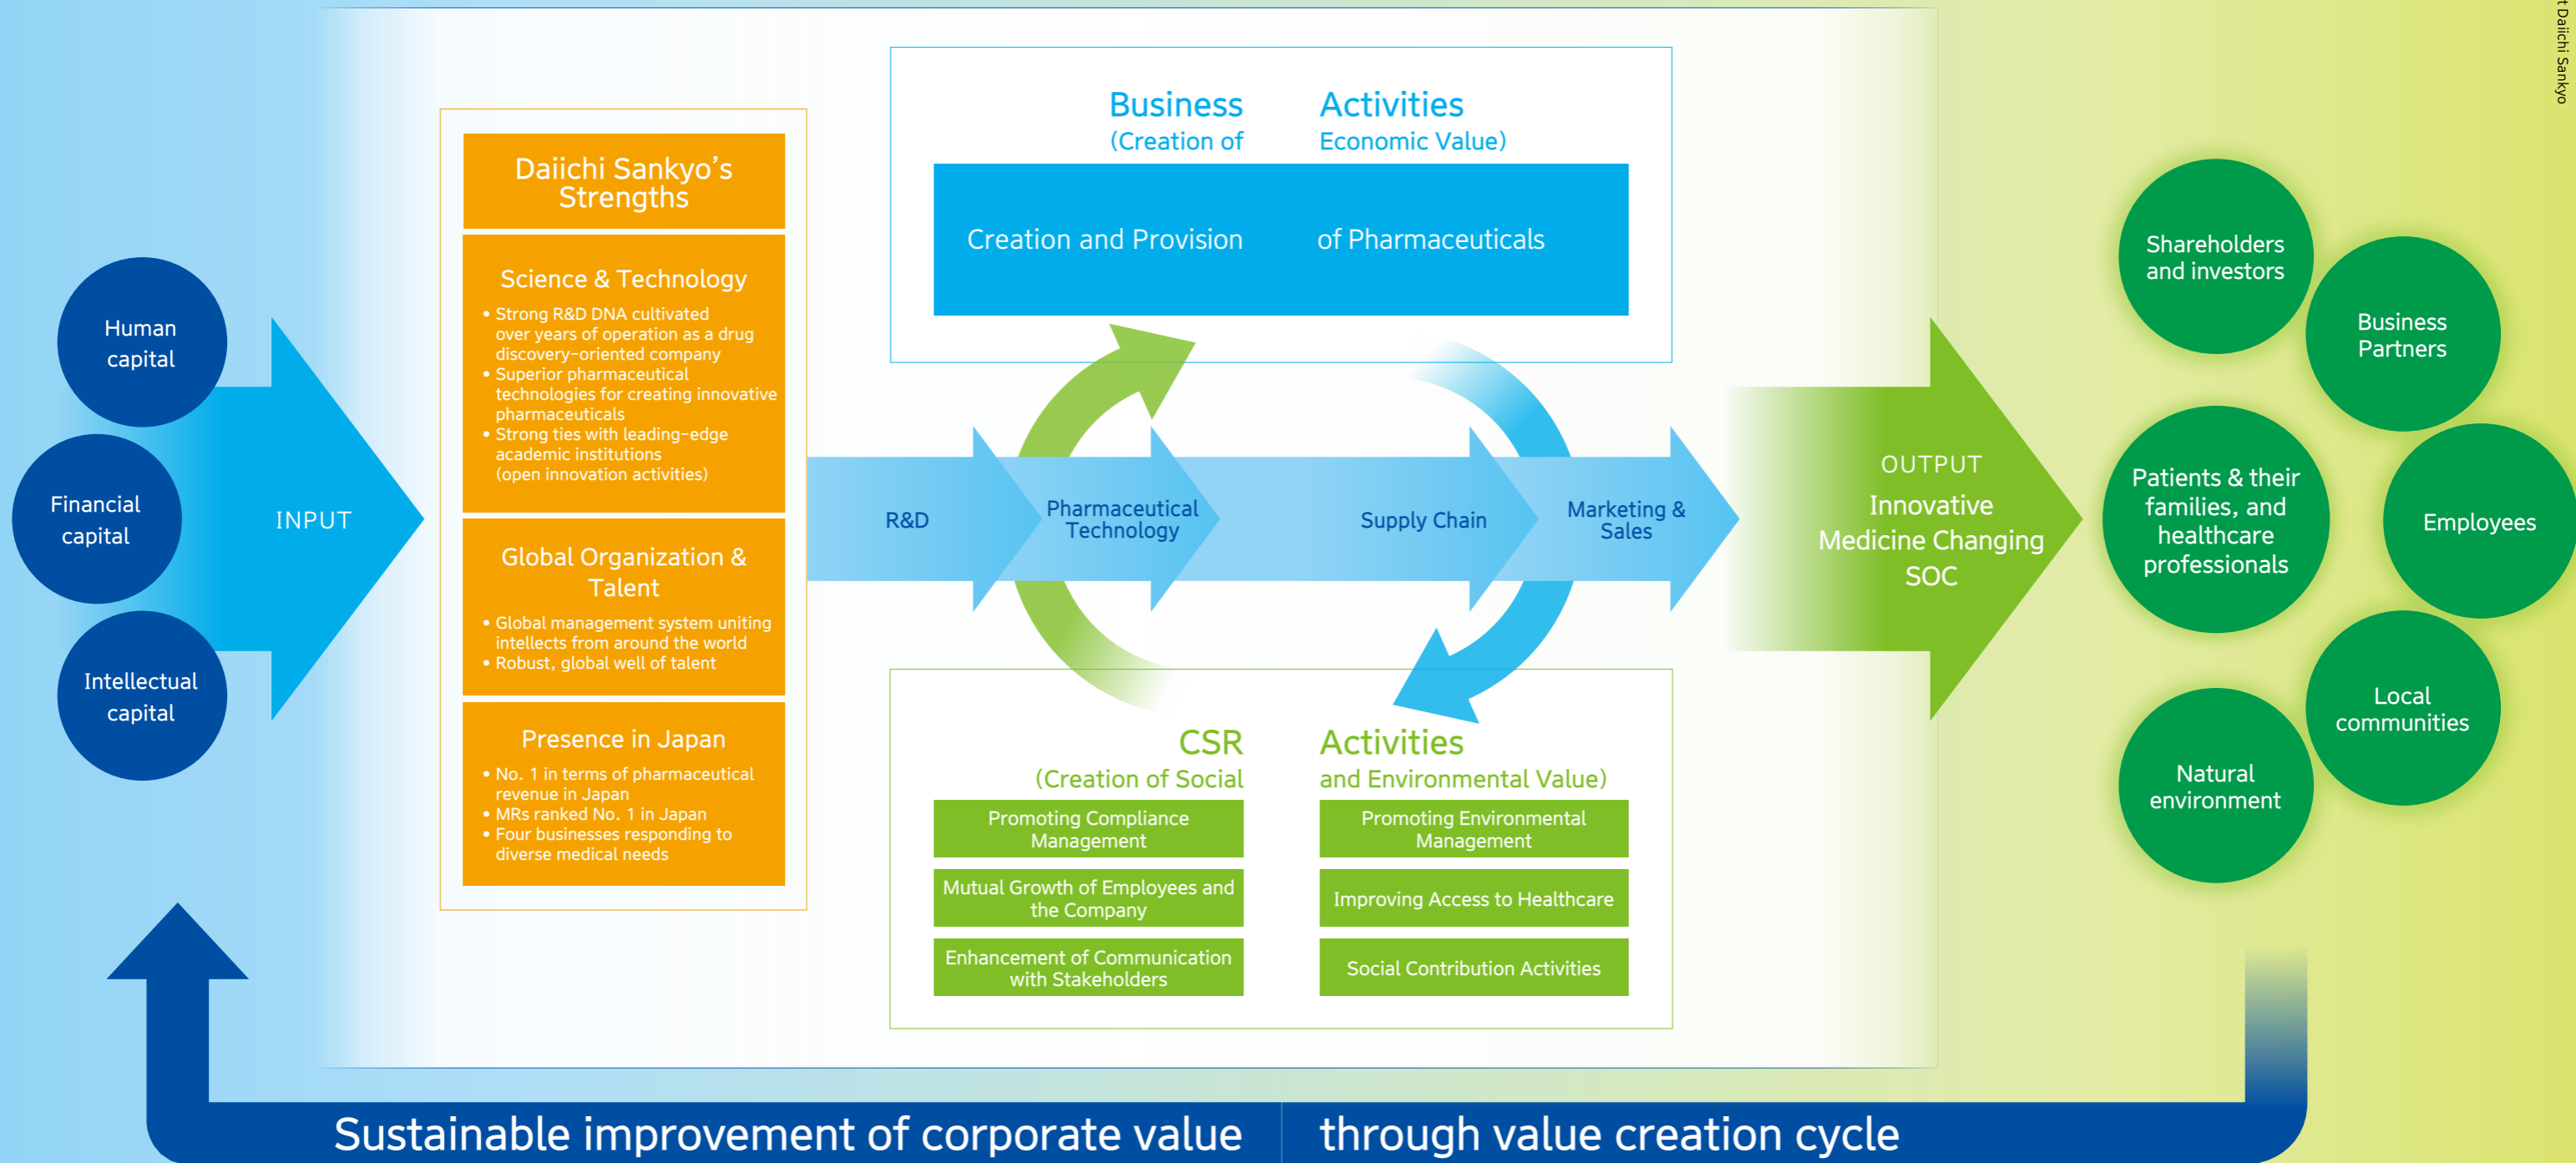 t Daiichi Sankyo
Human
capital
Financial
capital
Intellectual
capital
INPUT
Daiichi Sankyo’s
Strengths
Science & Technology
• Strong R&D DNA cultivated
over years of operation as a drug
discovery-oriented company
• Superior pharmaceutical
technologies for creating innovative
pharmaceuticals
• Strong ties with leading-edge
academic institutions
(open innovation activities)
Global Organization &
Talent
• Global management system uniting
intellects from around the world
• Robust, global well of talent
Presence in Japan
• No. 1 in terms of pharmaceutical
revenue in Japan
• MRs ranked No. 1 in Japan
• Four businesses responding to
diverse medical needs
Business Activities
(Creation of Economic Value)
Creation and Provision of Pharmaceuticals
R&D
Pharmaceutical
Technology
Supply Chain
Marketing &
Sales
CSR Activities
(Creation of Social and Environmental Value)
Promoting Compliance
Management
Promoting Environmental
Management
Mutual Growth of Employees and
the Company
Improving Access to Healthcare
Enhancement of Communication
with Stakeholders
Social Contribution Activities
OUTPUT
Innovative
Medicine Changing
SOC
Shareholders
and investors
Business
Partners
Patients & their
families, and
healthcare
professionals
Employees
Local
communities
Natural
environment
Sustainable improvement of corporate value through value creation cycle